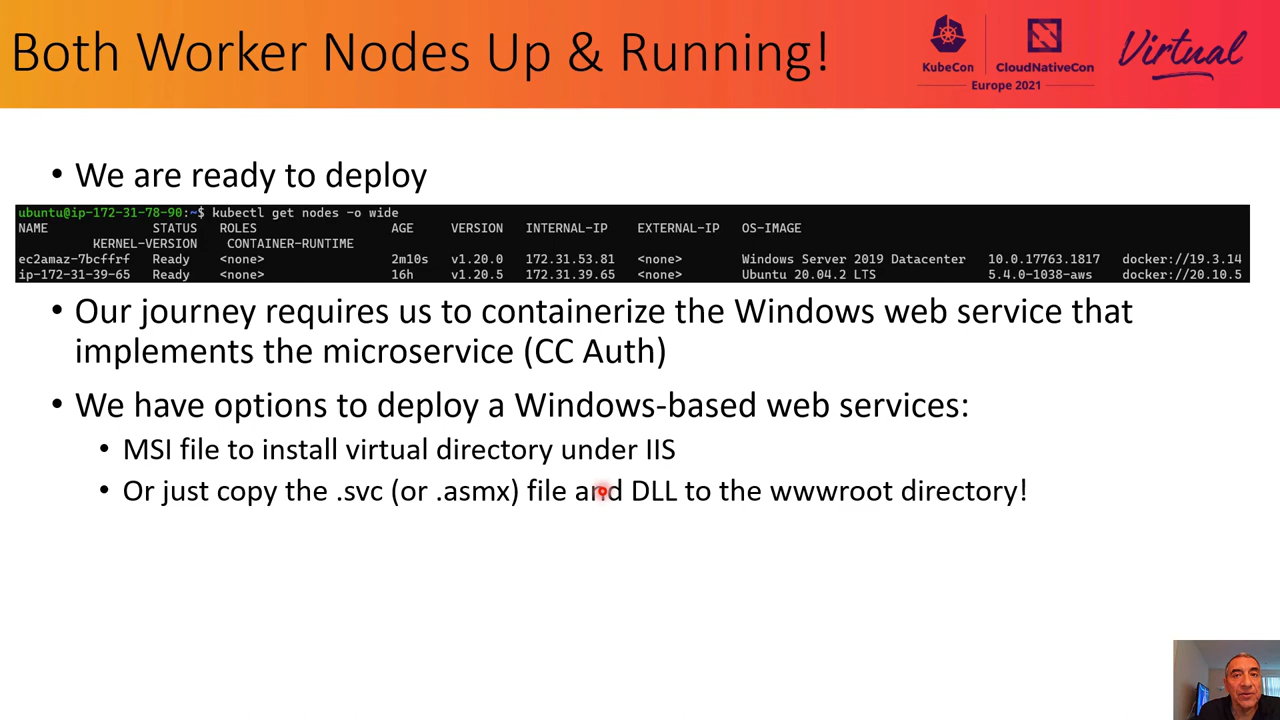 Both Worker Nodes Up & Running!
KubeCon
CloudNativeCon
Europe 2021
Virtual
• We are ready to deploy
ubuntu@ip-172-31-78-90:~$ kubectl get nodes -o wide
NAME STATUS ROLES AGE VERSION INTERNAL-IP EXTERNAL-IP OS-IMAGE
KERNEL-VERSION CONTAINER-RUNTIME
ec2amaz-7bcffrf Ready <none> 2m10s v1.20.0 172.31.53.81 <none> Windows Server 2019 Datacenter 10.0.17763.1817 docker://19.3.14
ip-172-31-39-65 Ready <none> 16h v1.20.5 172.31.39.65 <none> Ubuntu 20.04.2 LTS 5.4.0-1038-aws docker://20.10.5
• Our journey requires us to containerize the Windows web service that
implements the microservice (CC Auth)
• We have options to deploy a Windows-based web services:
• MSI file to install virtual directory under IIS
• Or just copy the .svc (or .asmx) file and DLL to the wwwroot directory!